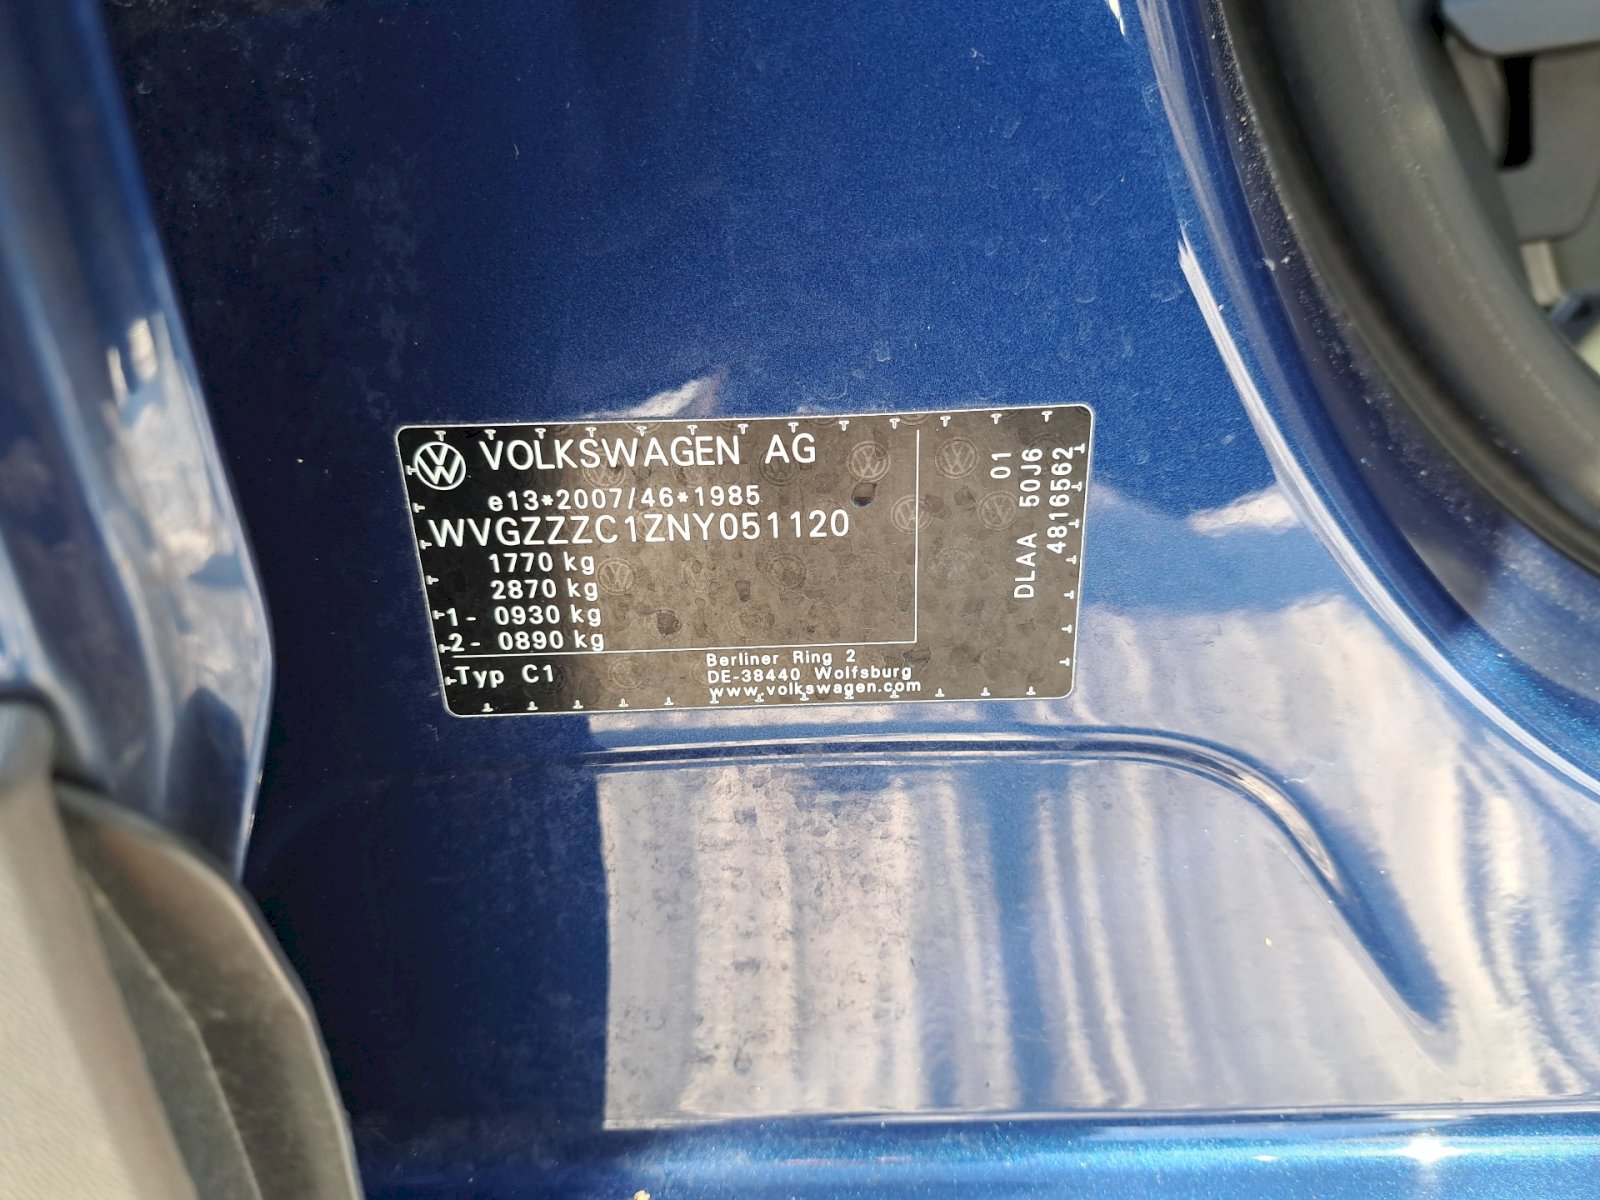 VOLKSWAGEN AG
e13*2007/46*1985
WVGZZZC1ZNY051120
1770 kg
2870 kg
1- 0930 kg
2- 0890 kg
Typ C1
Berliner Ring 2
DE-38440 Wolfsburg
www.volkswagen.com
01
DLAA 50J6
4816562